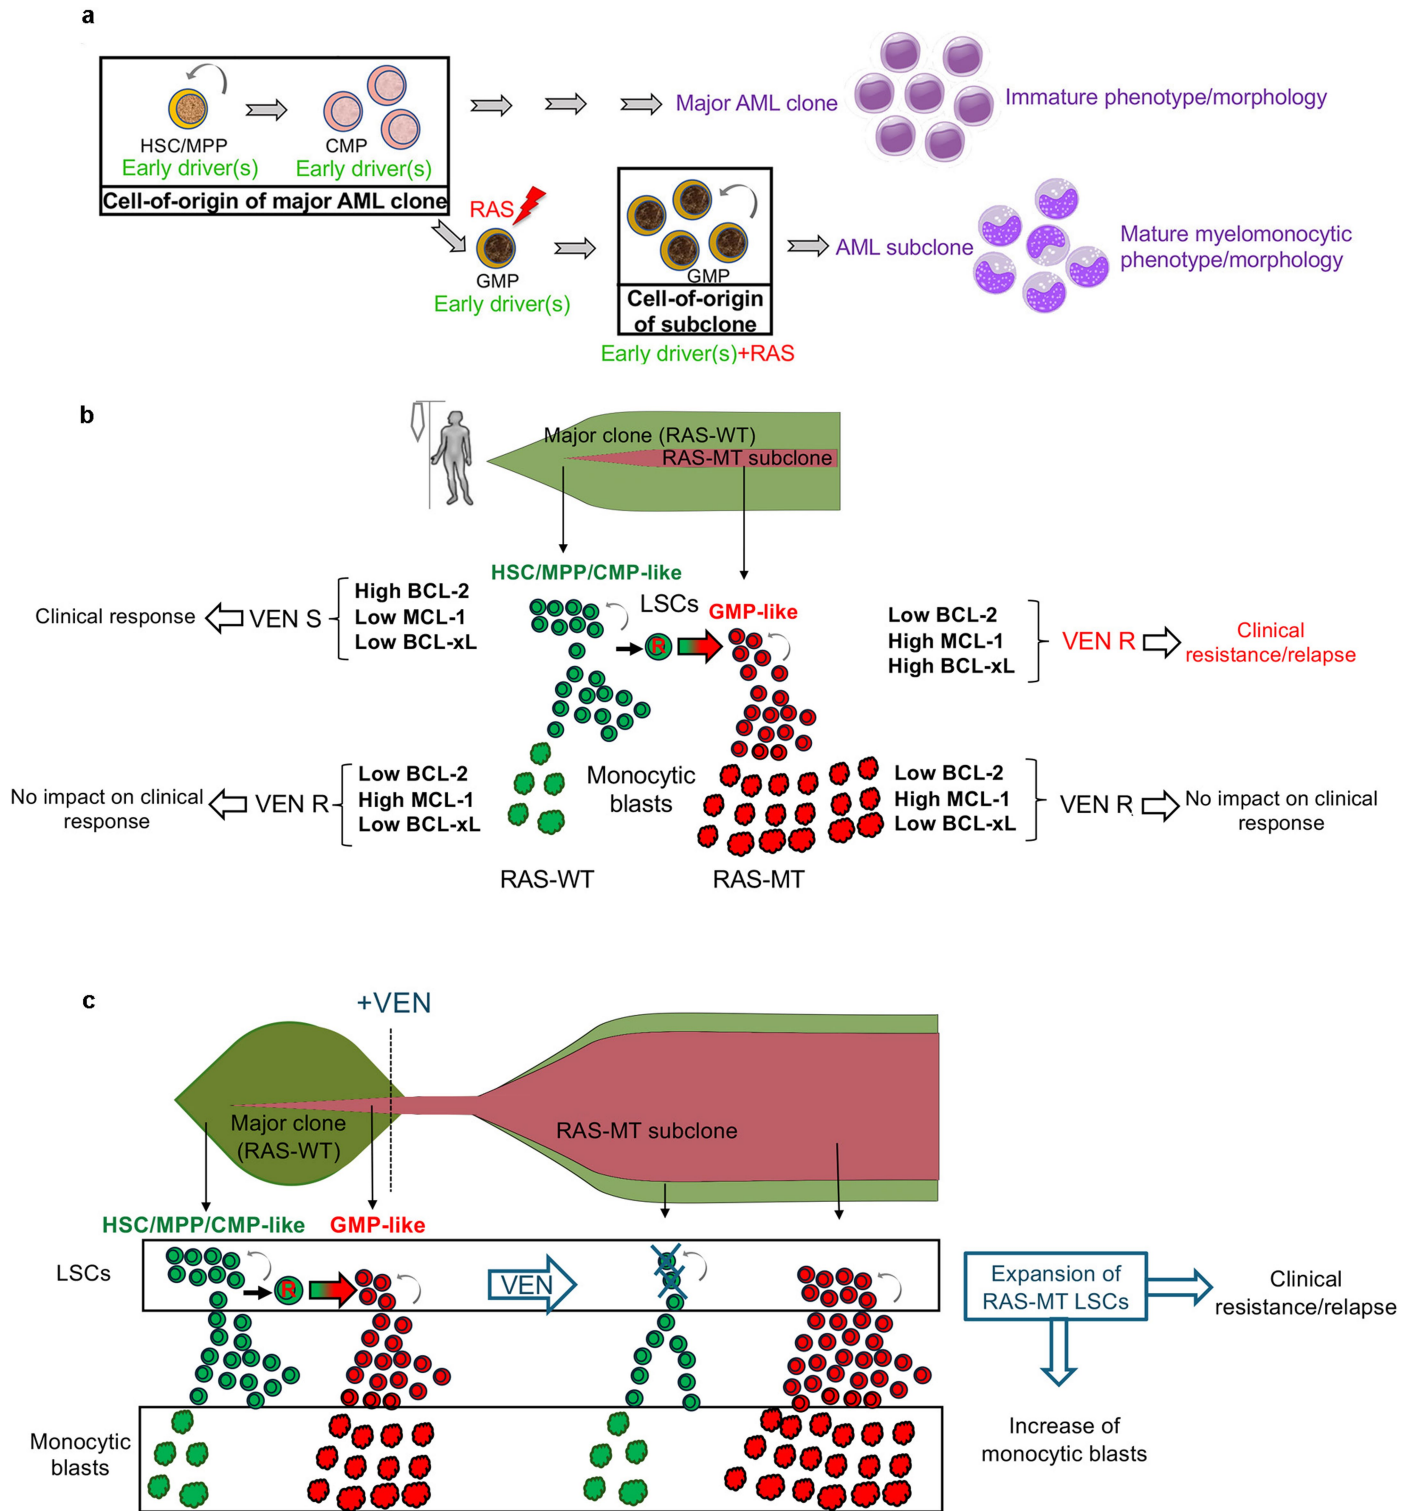 a
HSC/MPP
Early driver(s)
CMP
Early driver(s)
Cell-of-origin of major AML clone
Major AML clone
Immature phenotype/morphology
RAS
GMP
Early driver(s)
GMP
Cell-of-origin
of subclone
Early driver(s)+RAS
AML subclone
Mature myelomonocytic
phenotype/morphology
b
Major clone (RAS-WT)
RAS-MT subclone
HSC/MPP/CMP-like
LSCs
GMP-like
R
Clinical response
VEN S
High BCL-2
Low MCL-1
Low BCL-xL
Low BCL-2
High MCL-1
High BCL-xL
VEN R
Clinical
resistance/relapse
No impact on clinical
response
VEN R
Low BCL-2
High MCL-1
Low BCL-xL
Monocytic
blasts
Low BCL-2
High MCL-1
Low BCL-xL
VEN R
No impact on clinical
response
RAS-WT
RAS-MT
c
+VEN
Major clone
(RAS-WT)
RAS-MT subclone
HSC/MPP/CMP-like
GMP-like
LSCs
R
VEN
Expansion of
RAS-MT LSCs
Clinical
resistance/relapse
Increase of
monocytic blasts
Monocytic
blasts